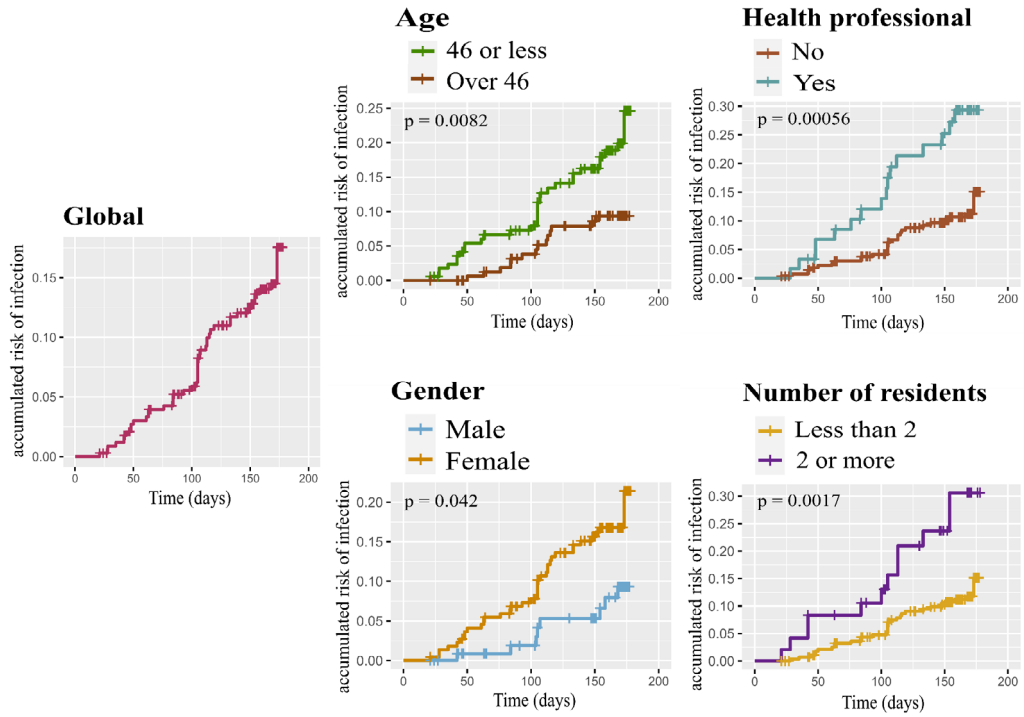 Global
accumulated risk of infection
0.15
0.10
0.05
0.00
0 50 100 150 200
Time (days)
Age
46 or less
Over 46
accumulated risk of infection
p = 0.0082
0.25
0.20
0.15
0.10
0.05
0.00
0 50 100 150 200
Time (days)
Health professional
No
Yes
accumulated risk of infection
p = 0.00056
0.30
0.25
0.20
0.15
0.10
0.05
0.00
0 50 100 150 200
Time (days)
Gender
Male
Female
accumulated risk of infection
p = 0.042
0.20
0.15
0.10
0.05
0.00
0 50 100 150 200
Time (days)
Number of residents
Less than 2
2 or more
accumulated risk of infection
p = 0.0017
0.30
0.25
0.20
0.15
0.10
0.05
0.00
0 50 100 150 200
Time (days)